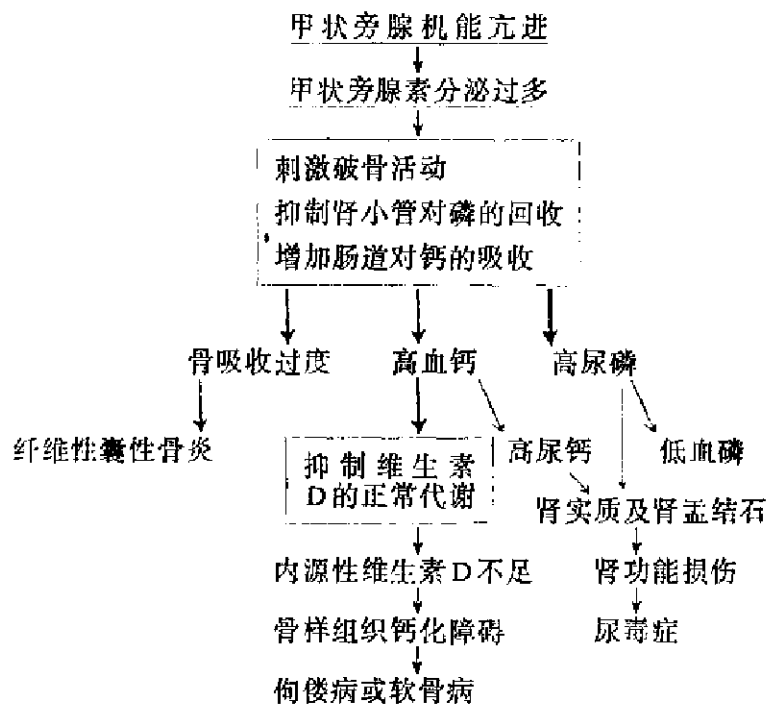 甲状旁腺机能亢进
甲状旁腺素分泌过多
刺激破骨活动
抑制肾小管对磷的回收
增加肠道对钙的吸收
骨吸收过度 高血钙 高尿磷
纤维性囊性骨炎 高尿钙 低血磷
抑制维生素
D的正常代谢
肾实质及肾盂结石
内源性维生素D不足 肾功能损伤
骨样组织钙化障碍 尿毒症
佝偻病或软骨病